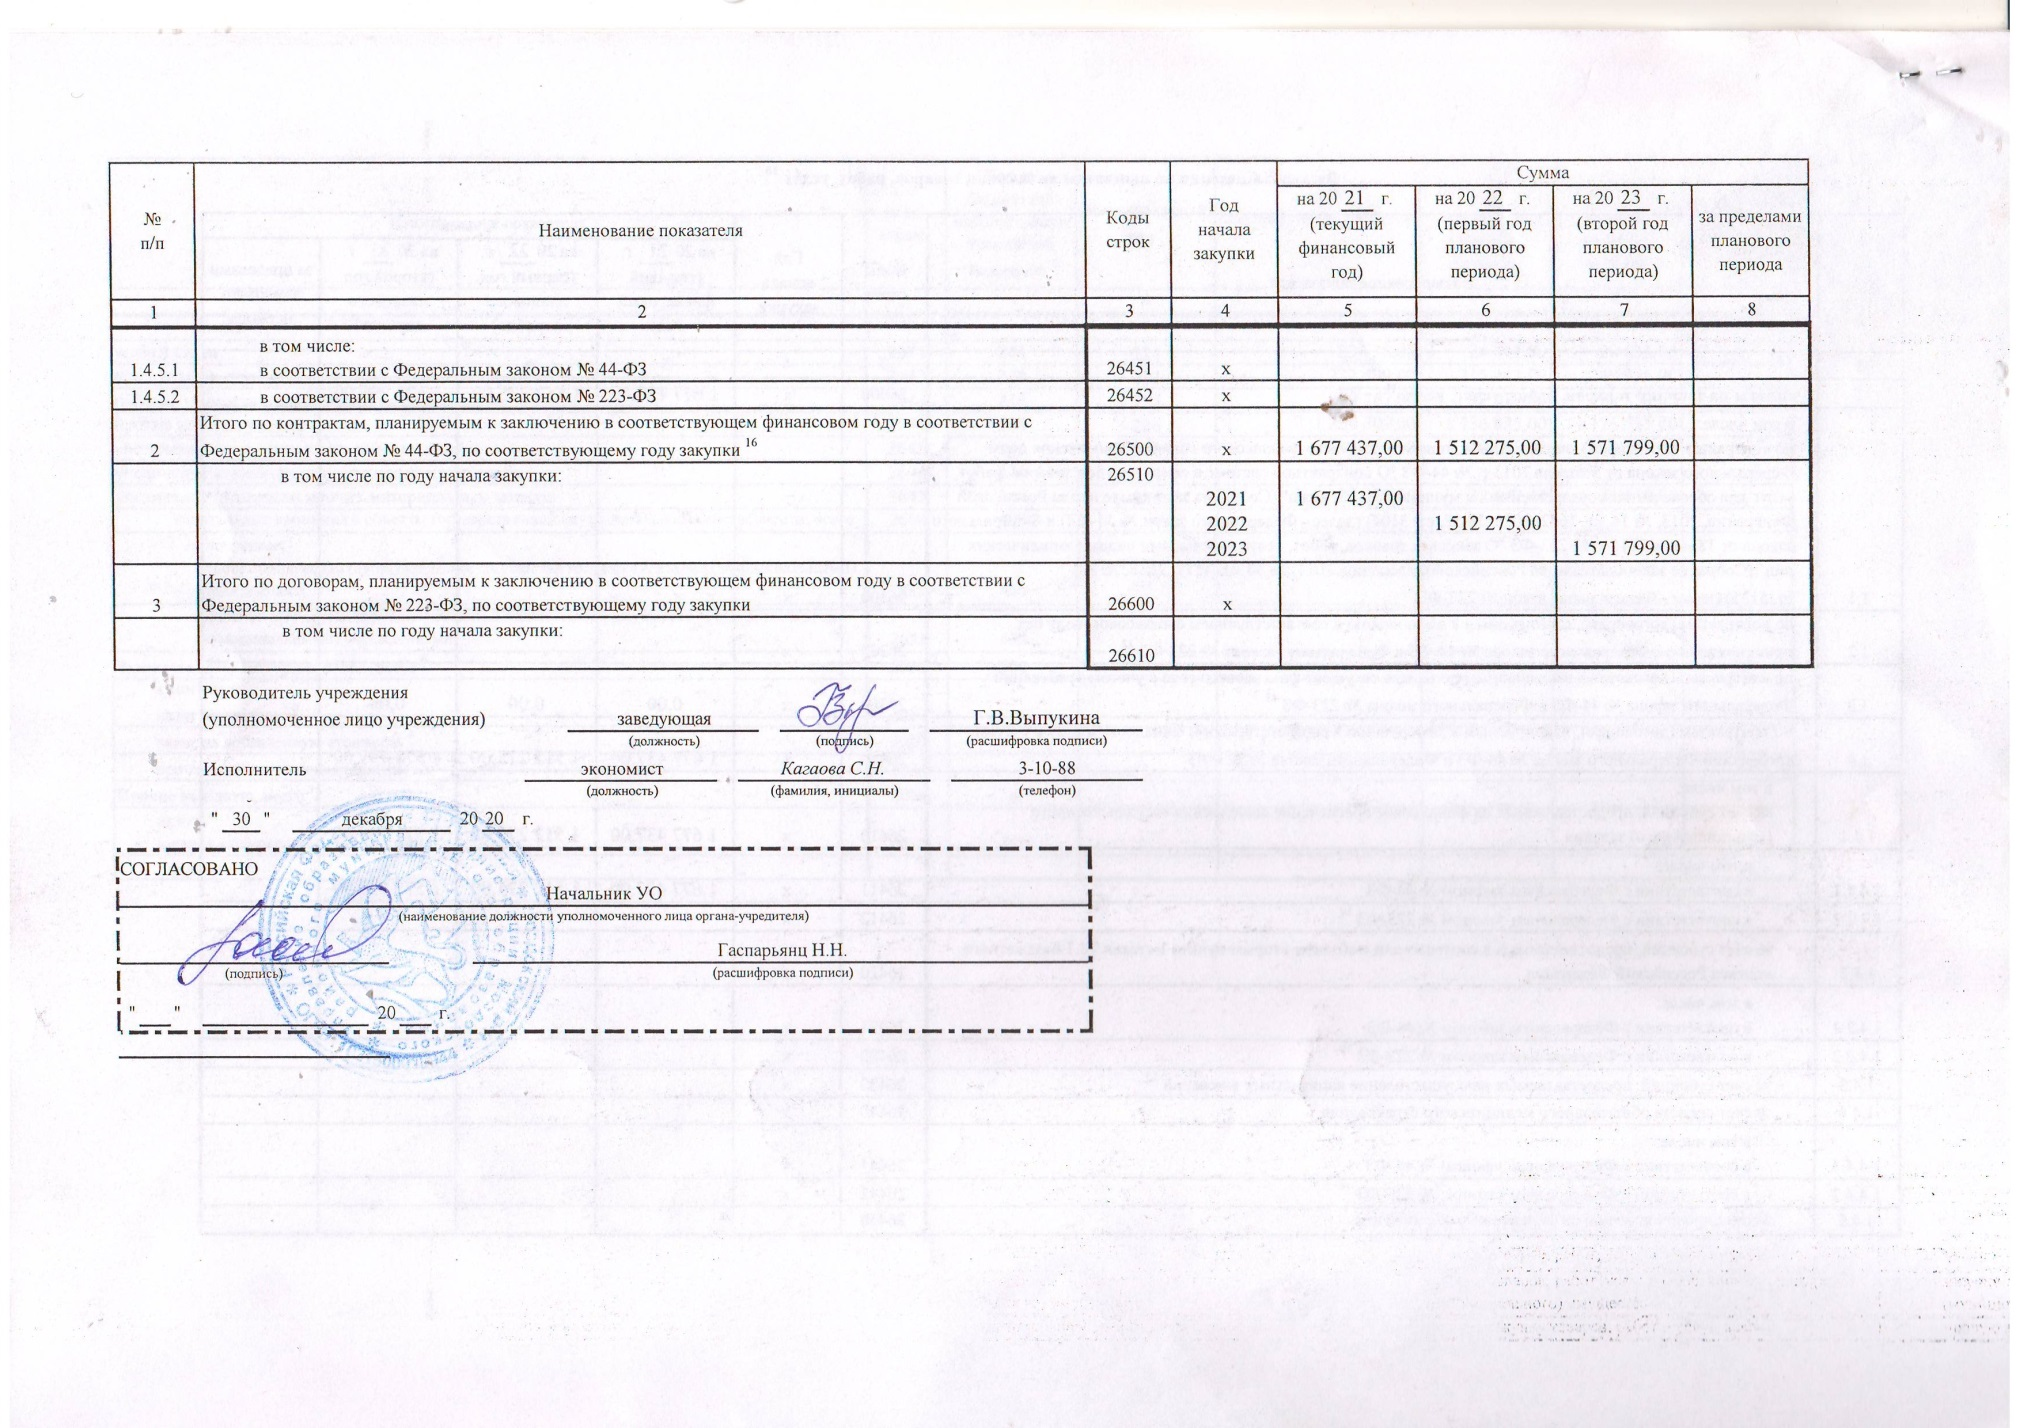 №
п/п
Наименование показателя
Коды
строк
Год
начала
закупки
Сумма
на 20 21 г.
(текущий
финансовый
год)
на 20 22 г.
(первый год
планового
периода)
на 20 23 г.
(второй год
планового
периода)
за пределами
планового
периода
1 2 3 4 5 6 7 8
в том числе:
1.4.5.1 в соответствии с Федеральным законом № 44-ФЗ 26451 x
1.4.5.2 в соответствии с Федеральным законом № 223-ФЗ 26452 x
Итого по контрактам, планируемым к заключению в соответствующем финансовом году в соответствии с
2 Федеральным законом № 44-ФЗ, по соответствующему году закупки 16 26500 x 1 677 437,00 1 512 275,00 1 571 799,00
в том числе по году начала закупки: 26510
2021 1 677 437,00
2022 1 512 275,00
2023 1 571 799,00
Итого по договорам, планируемым к заключению в соответствующем финансовом году в соответствии с
3 Федеральным законом № 223-ФЗ, по соответствующему году закупки 26600 x
в том числе по году начала закупки:
26610
Руководитель учреждения
(уполномоченное лицо учреждения) заведующая Г.В.Выпукина
(должность) (подпись) (расшифровка подписи)
Исполнитель экономист Кагаова С.Н. 3-10-88
(должность) (фамилия, инициалы) (телефон)
" 30 " декабря 20 20 г.
СОГЛАСОВАНО
Начальник УО
(наименование должности уполномоченного лица органа-учредителя)
Гаспарьянц Н.Н.
(подпись) (расшифровка подписи)
" ___ " ___ 20 ___ г.